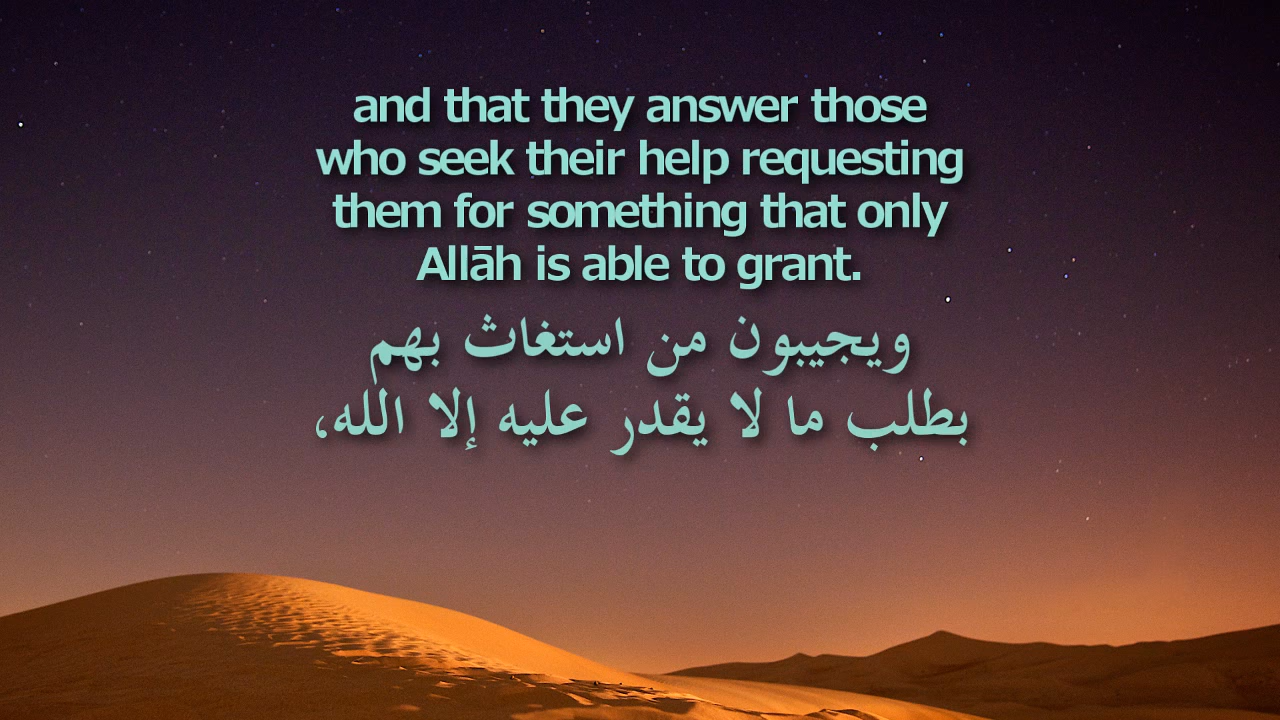 and that they answer those
who seek their help requesting
them for something that only
Allāh is able to grant.
ويجيبون من استغاث بهم
بطلب ما لا يقدر عليه إلا الله،